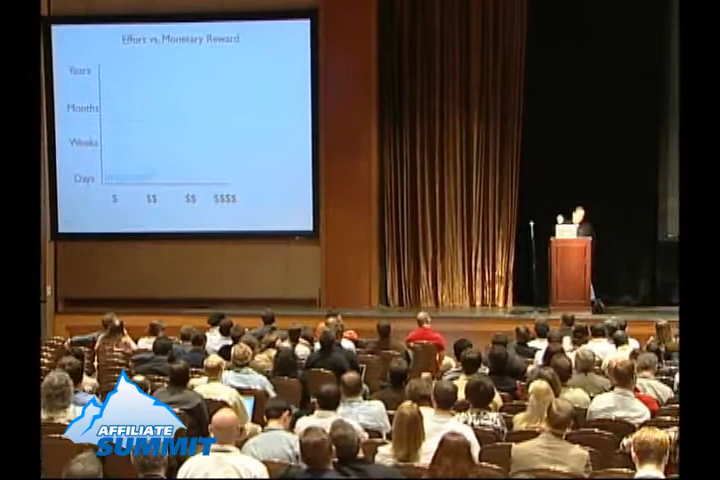 Effort vs. Monetary Reward
Years
Months
Weeks
Days
$ $$ $$ $$$$
AFFILIATE
SUMMIT